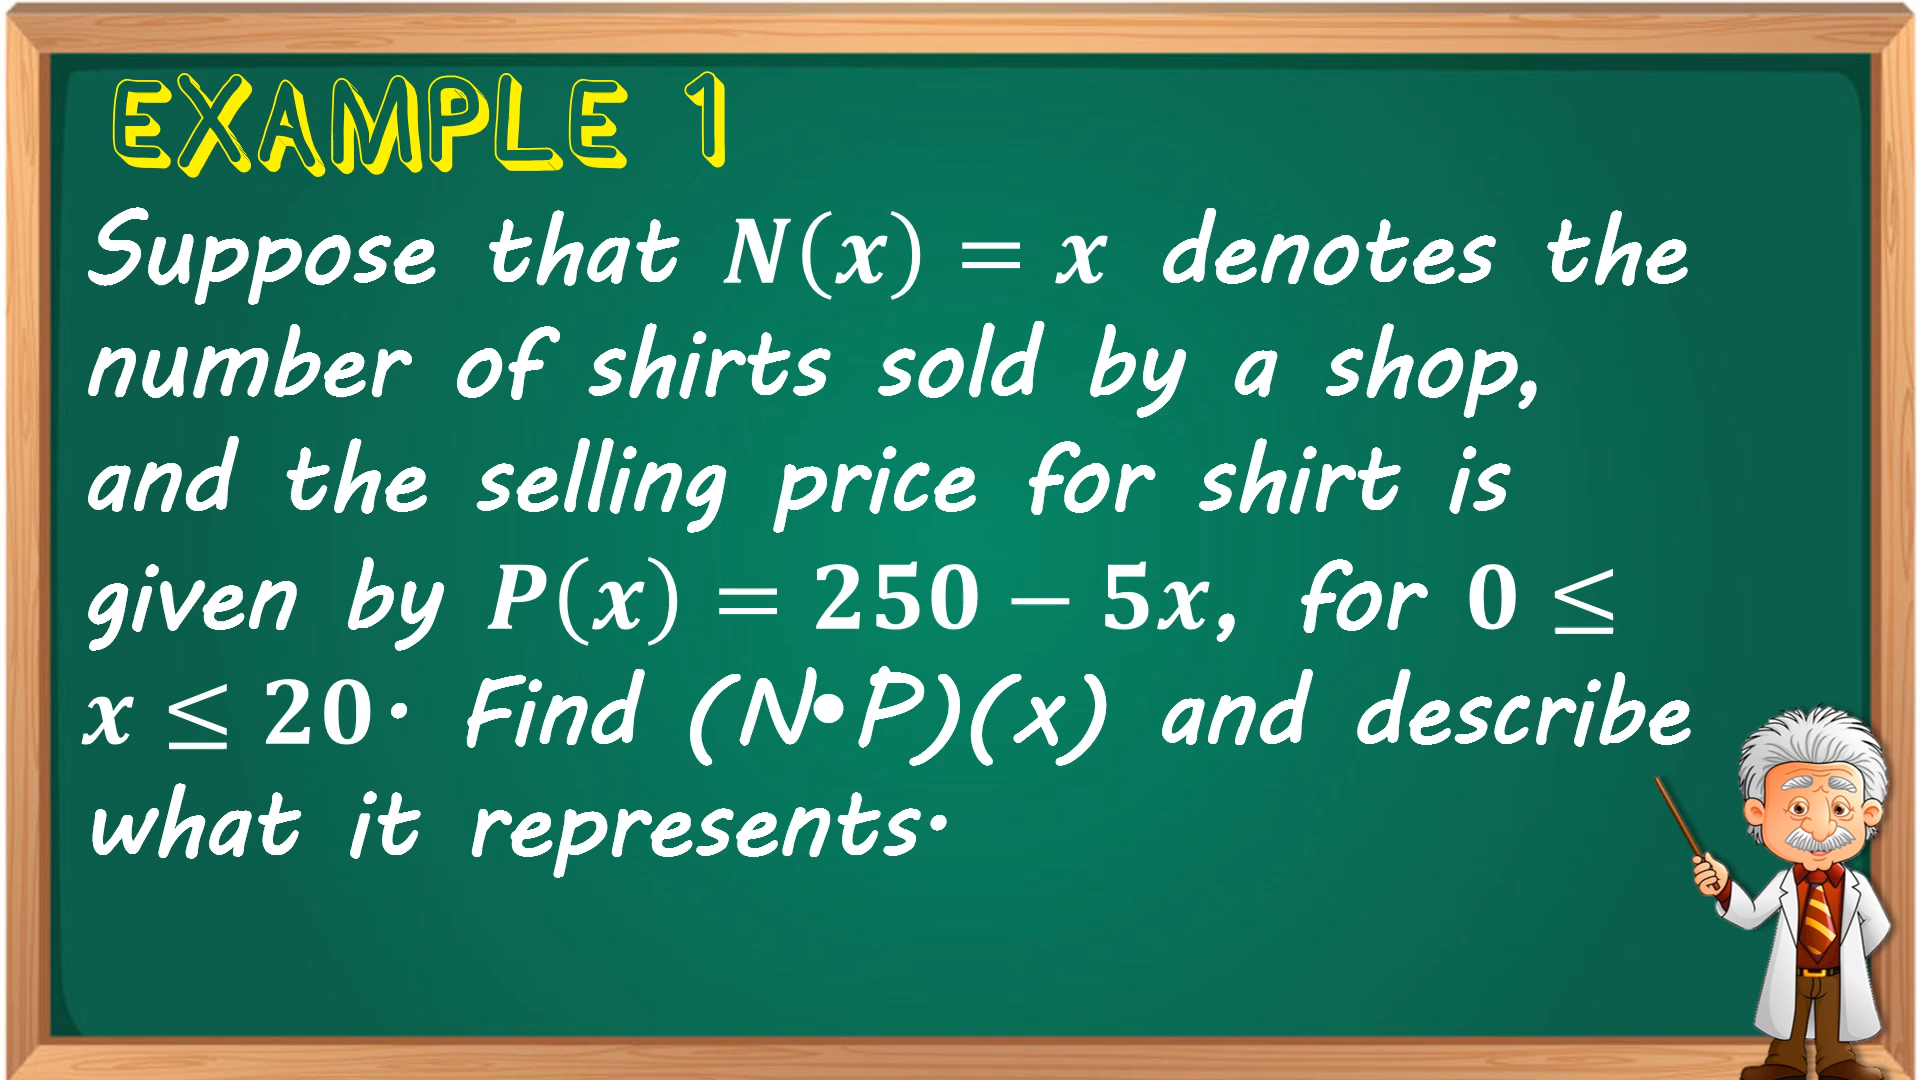 EXAMPLE 1
Suppose that N(x) = x denotes the
number of shirts sold by a shop,
and the selling price for shirt is
given by P(x) = 250 − 5x, for 0 ≤
x ≤ 20. Find (N•P)(x) and describe
what it represents.